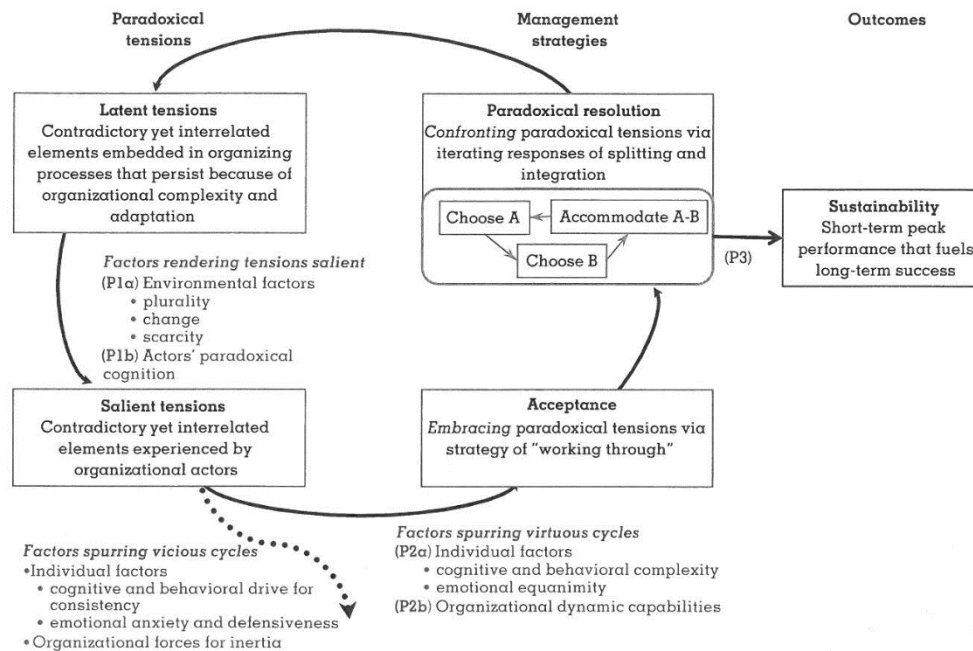 Paradoxical
tensions
Management
strategies
Outcomes
Latent tensions
Contradictory yet interrelated
elements embedded in organizing
processes that persist because of
organizational complexity and
adaptation
Paradoxical resolution
Confronting paradoxical tensions via
iterating responses of splitting and
integration
Choose A
Accommodate A-B
Choose B
(P3)
Sustainability
Short-term peak
performance that fuels
long-term success
Factors rendering tensions salient
(P1a) Environmental factors
• plurality
• change
• scarcity
(P1b) Actors' paradoxical
cognition
Salient tensions
Contradictory yet interrelated
elements experienced by
organizational actors
Acceptance
Embracing paradoxical tensions via
strategy of "working through"
Factors spurring vicious cycles
•Individual factors
• cognitive and behavioral drive for
consistency
• emotional anxiety and defensiveness
•Organizational forces for inertia
Factors spurring virtuous cycles
(P2a) Individual factors
• cognitive and behavioral complexity
• emotional equanimity
(P2b) Organizational dynamic capabilities